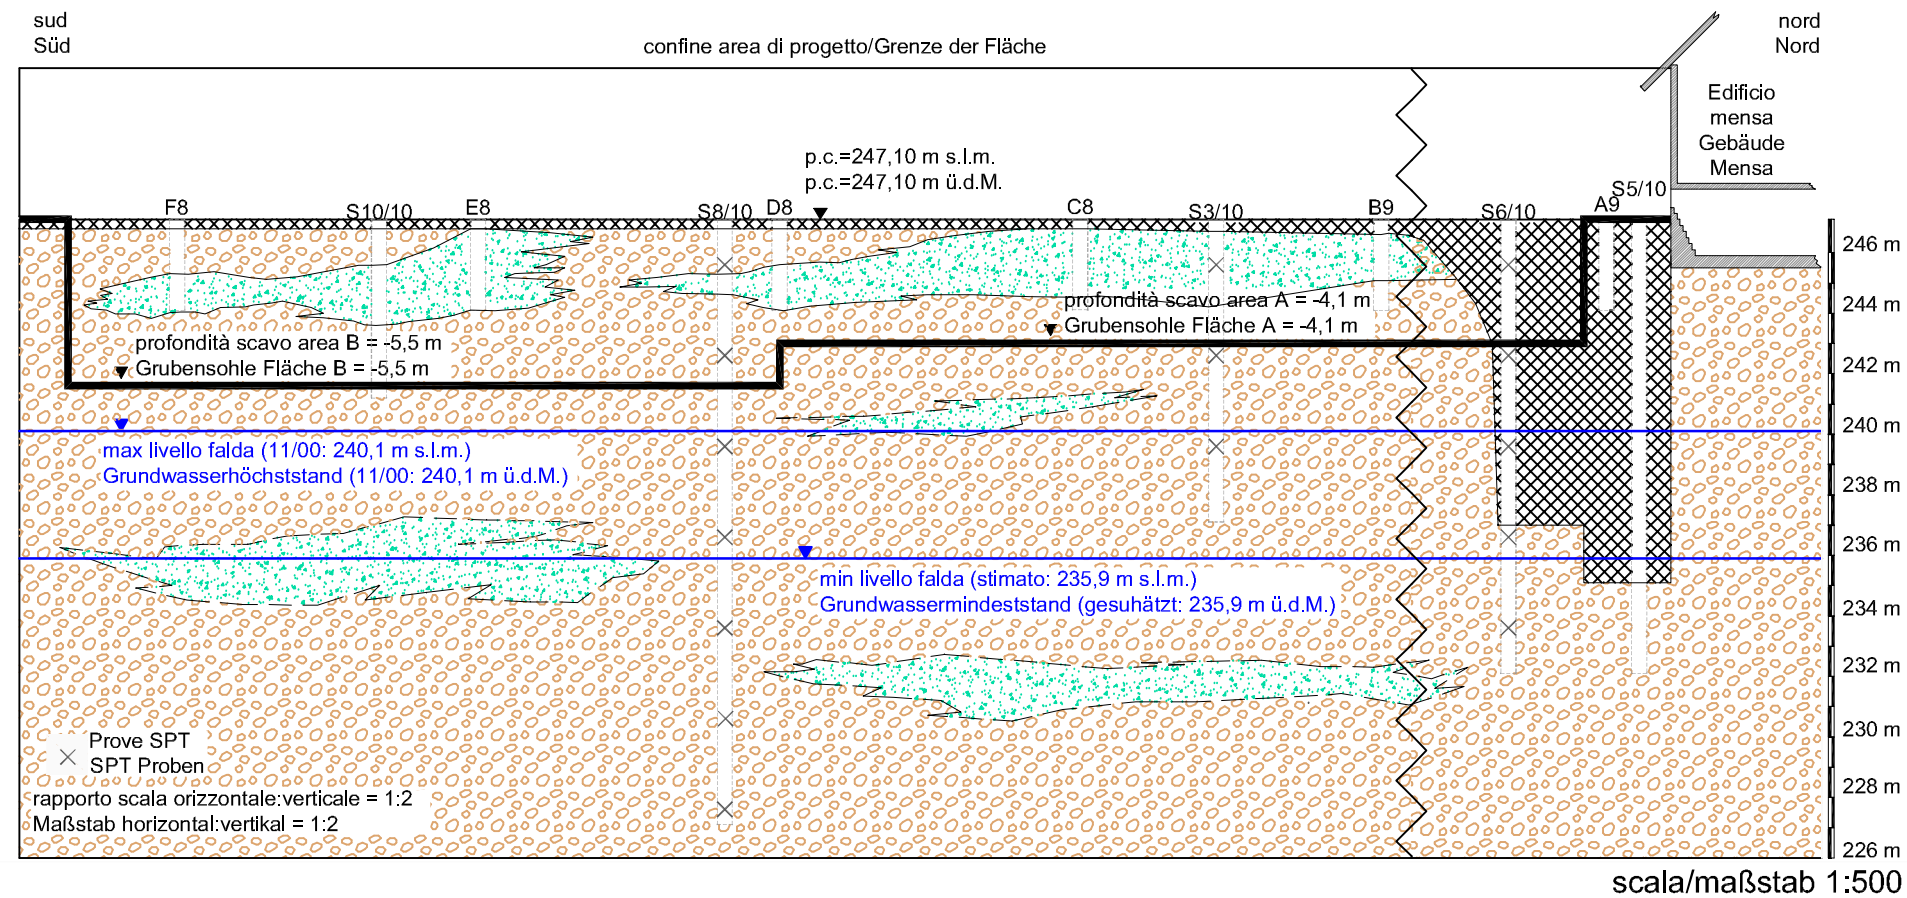 sud
Süd
nord
Nord
confine area di progetto/Grenze der Fläche
Edificio
mensa
Gebäude
Mensa
p.c.=247,10 m s.l.m.
p.c.=247,10 m ü.d.M.
F8
S10/10
E8
S8/10
D8
C8
S3/10
B9
S6/10
A9
S5/10
246 m
244 m
242 m
240 m
238 m
236 m
234 m
232 m
230 m
228 m
226 m
profondità scavo area A = -4,1 m
Grubensohle Fläche A = -4,1 m
profondità scavo area B = -5,5 m
Grubensohle Fläche B = -5,5 m
max livello falda (11/00: 240,1 m s.l.m.)
Grundwasserhöchststand (11/00: 240,1 m ü.d.M.)
min livello falda (stimato: 235,9 m s.l.m.)
Grundwassermindeststand (gesuhätzt: 235,9 m ü.d.M.)
Prove SPT
SPT Proben
rapporto scala orizzontale:verticale = 1:2
Maßstab horizontal:vertikal = 1:2
scala/maßstab 1:500